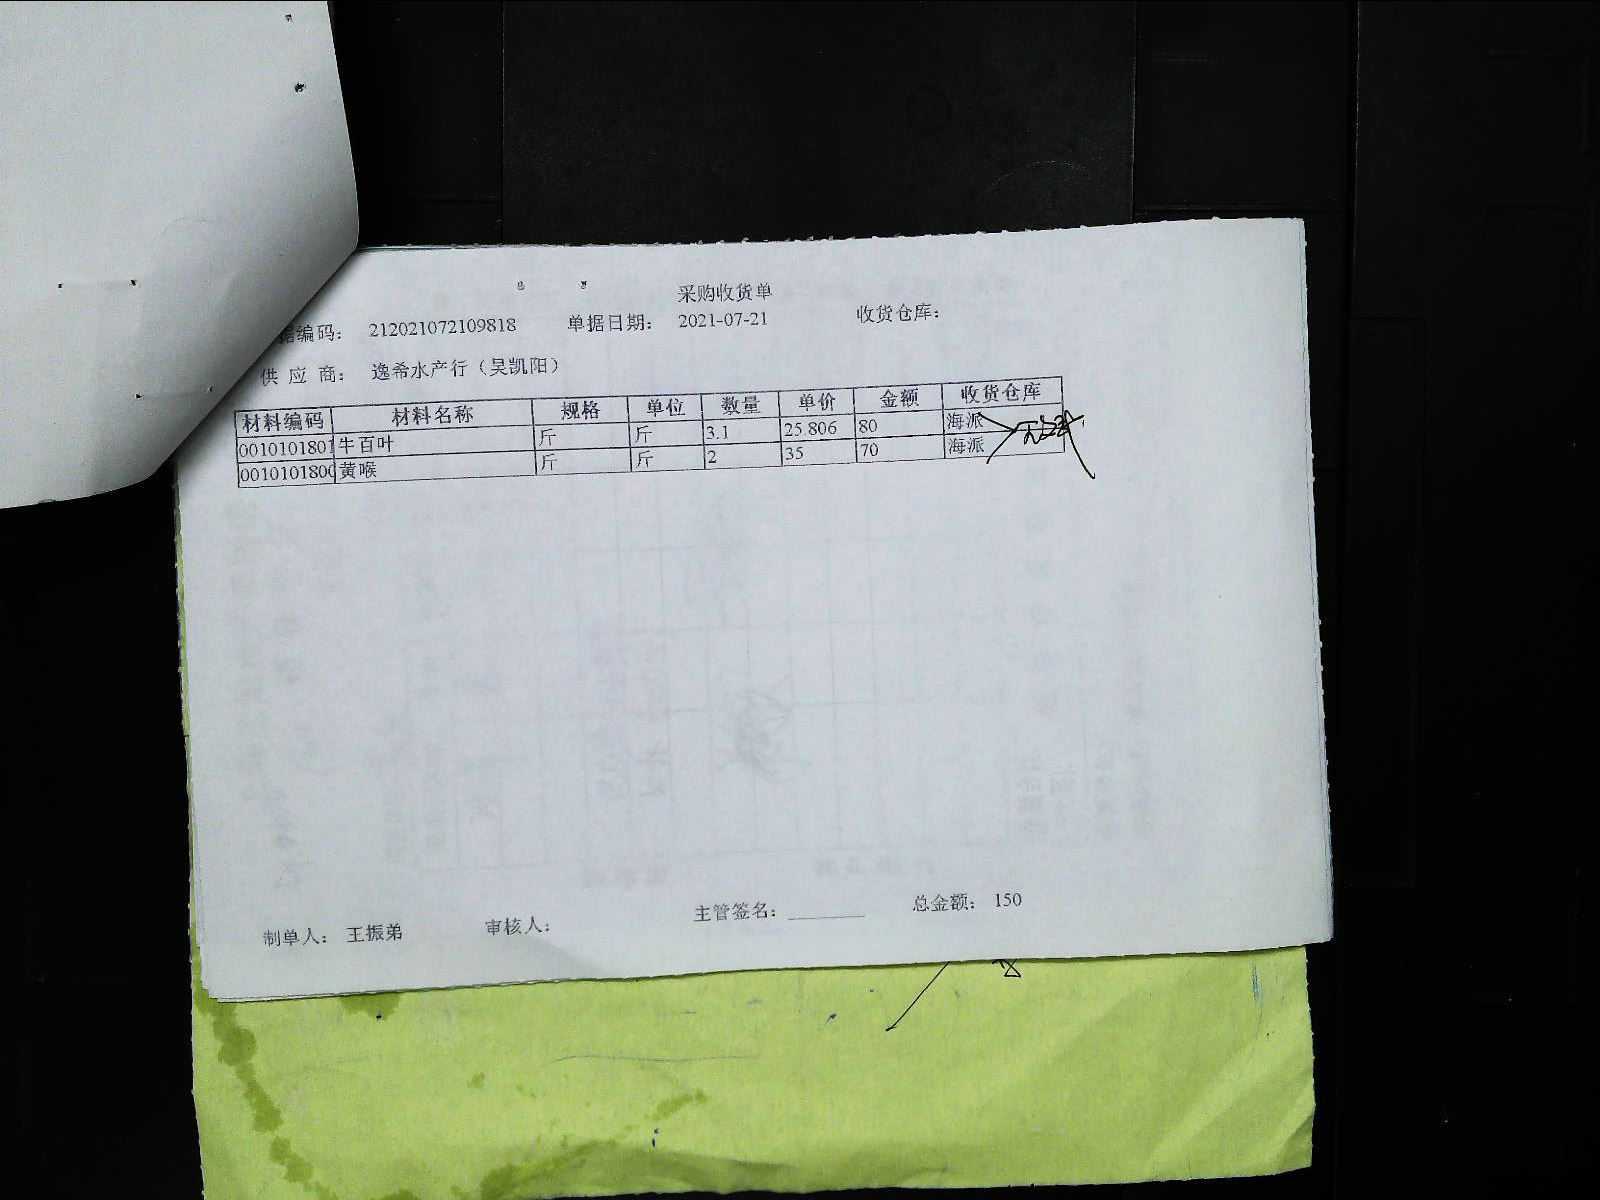 采购收货单
据编码： 212021072109818 单据日期： 2021-07-21 收货仓库：
供 应 商： 逸希水产行（吴凯阳）
材料编码 材料名称 规格 单位 数量 单价 金额 收货仓库
0010101801 牛百叶 斤 斤 3.1 25.806 80 海派
001010180 黄喉 斤 斤 2 35 70 海派
制单人： 王振弟 审核人： 主管签名： 总金额： 150